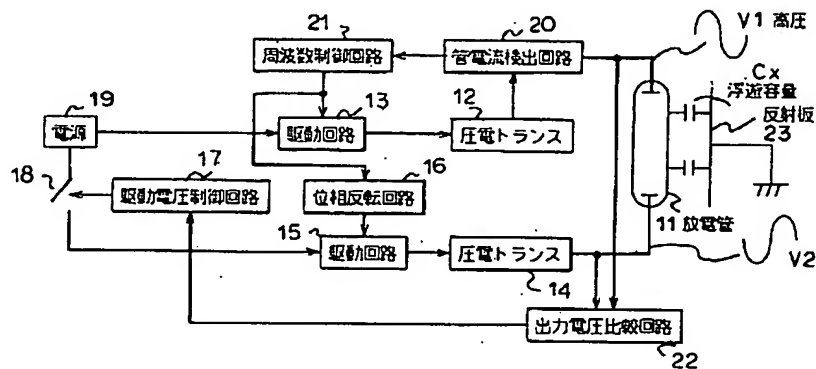 21
周波数制御回路
20
管電流検出回路
V1 高圧
Cx
浮遊容量
反射板
23
19
電源
13
駆動回路
12
圧電トランス
18
17
駆動電圧制御回路
16
位相反転回路
11 放電管
15
駆動回路
圧電トランス
14
V2
出力電圧比較回路
22